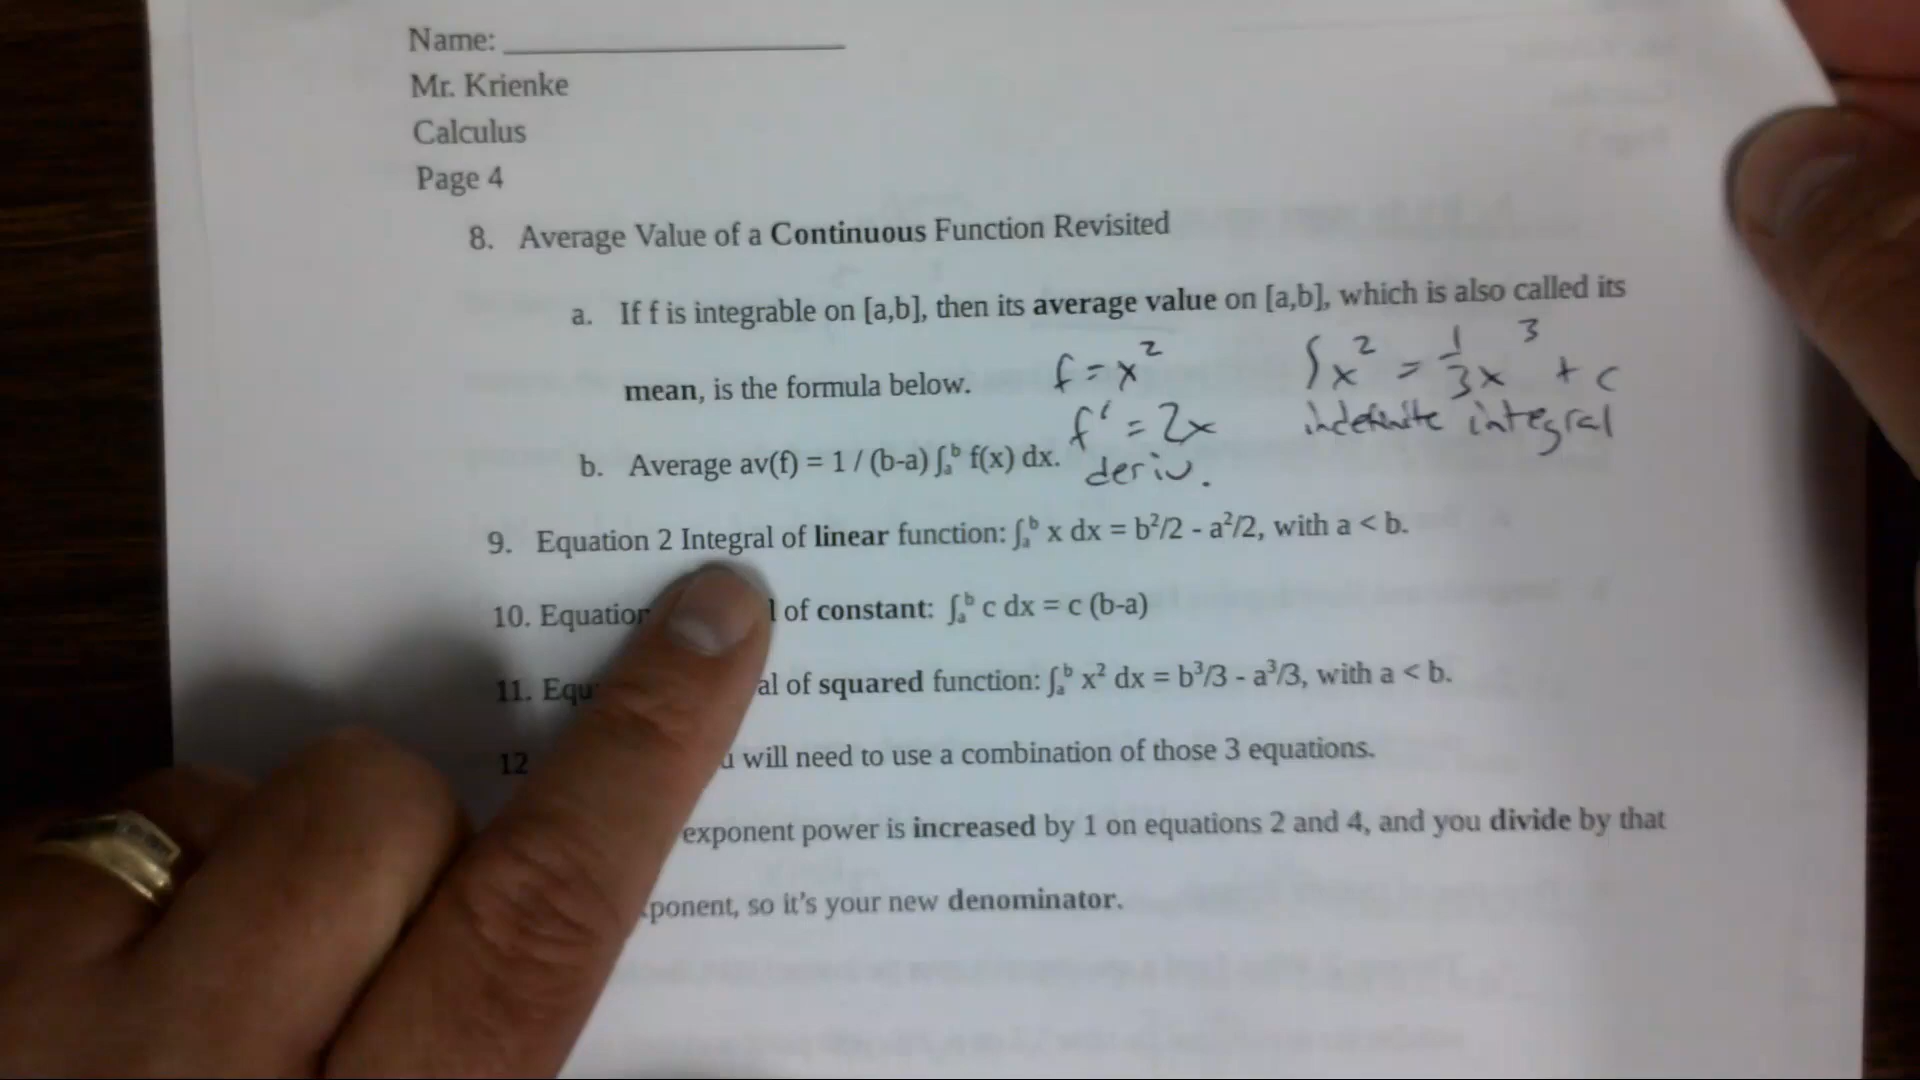 Name:
Mr. Krienke
Calculus
Page 4
8. Average Value of a Continuous Function Revisited
a. If f is integrable on [a,b], then its average value on [a,b], which is also called its
mean, is the formula below.
f = x²
∫x² = 1/3 x³ + c
f' = 2x
indefinite integral
b. Average av(f) = 1 / (b-a) ∫ₐᵇ f(x) dx.
deriv.
9. Equation 2 Integral of linear function: ∫ₐᵇ x dx = b²/2 - a²/2, with a < b.
10. Equation l of constant: ∫ₐᵇ c dx = c (b-a)
11. Equ al of squared function: ∫ₐᵇ x² dx = b³/3 - a³/3, with a < b.
12 will need to use a combination of those 3 equations.
exponent power is increased by 1 on equations 2 and 4, and you divide by that
ponent, so it's your new denominator.